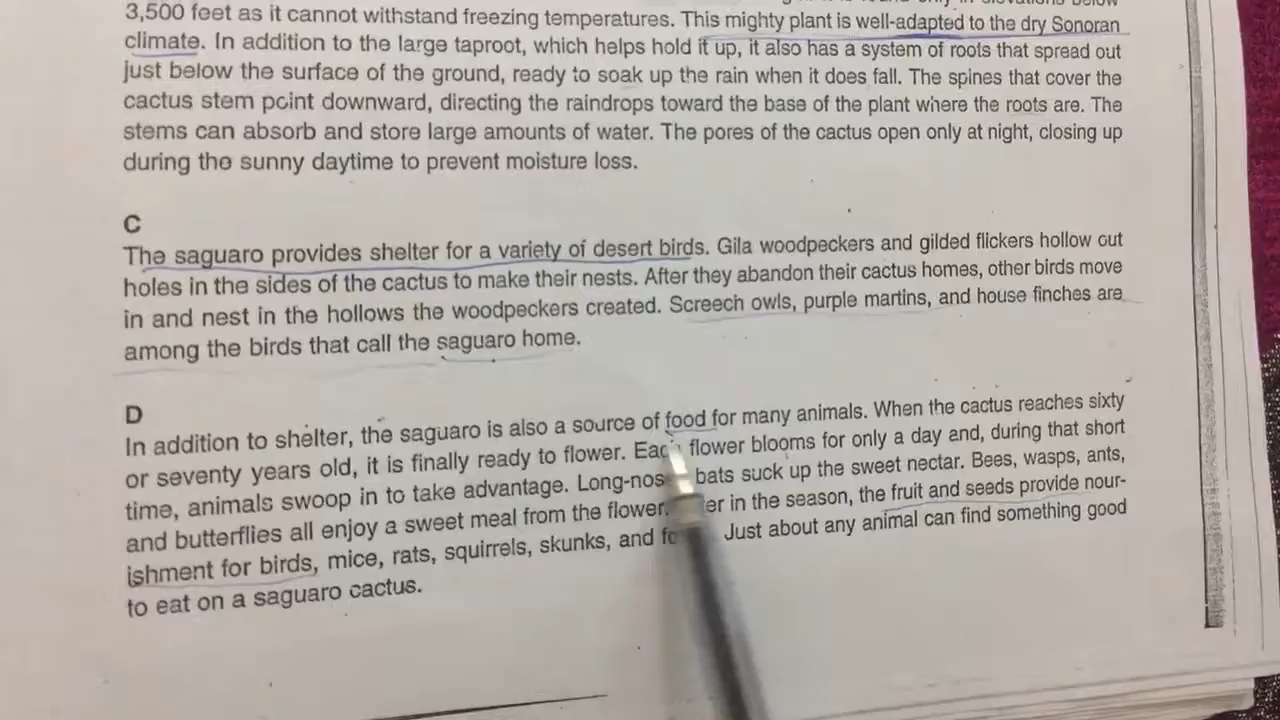 3,500 feet as it cannot withstand freezing temperatures. This mighty plant is well-adapted to the dry Sonoran
climate. In addition to the large taproot, which helps hold it up, it also has a system of roots that spread out
just below the surface of the ground, ready to soak up the rain when it does fall. The spines that cover the
cactus stem point downward, directing the raindrops toward the base of the plant where the roots are. The
stems can absorb and store large amounts of water. The pores of the cactus open only at night, closing up
during the sunny daytime to prevent moisture loss.
C
The saguaro provides shelter for a variety of desert birds. Gila woodpeckers and gilded flickers hollow out
holes in the sides of the cactus to make their nests. After they abandon their cactus homes, other birds move
in and nest in the hollows the woodpeckers created. Screech owls, purple martins, and house finches are
among the birds that call the saguaro home.
D
In addition to shelter, the saguaro is also a source of food for many animals. When the cactus reaches sixty
or seventy years old, it is finally ready to flower. Each flower blooms for only a day and, during that short
time, animals swoop in to take advantage. Long-nos bats suck up the sweet nectar. Bees, wasps, ants,
and butterflies all enjoy a sweet meal from the flower. er in the season, the fruit and seeds provide nour-
ishment for birds, mice, rats, squirrels, skunks, and fo Just about any animal can find something good
to eat on a saguaro cactus.